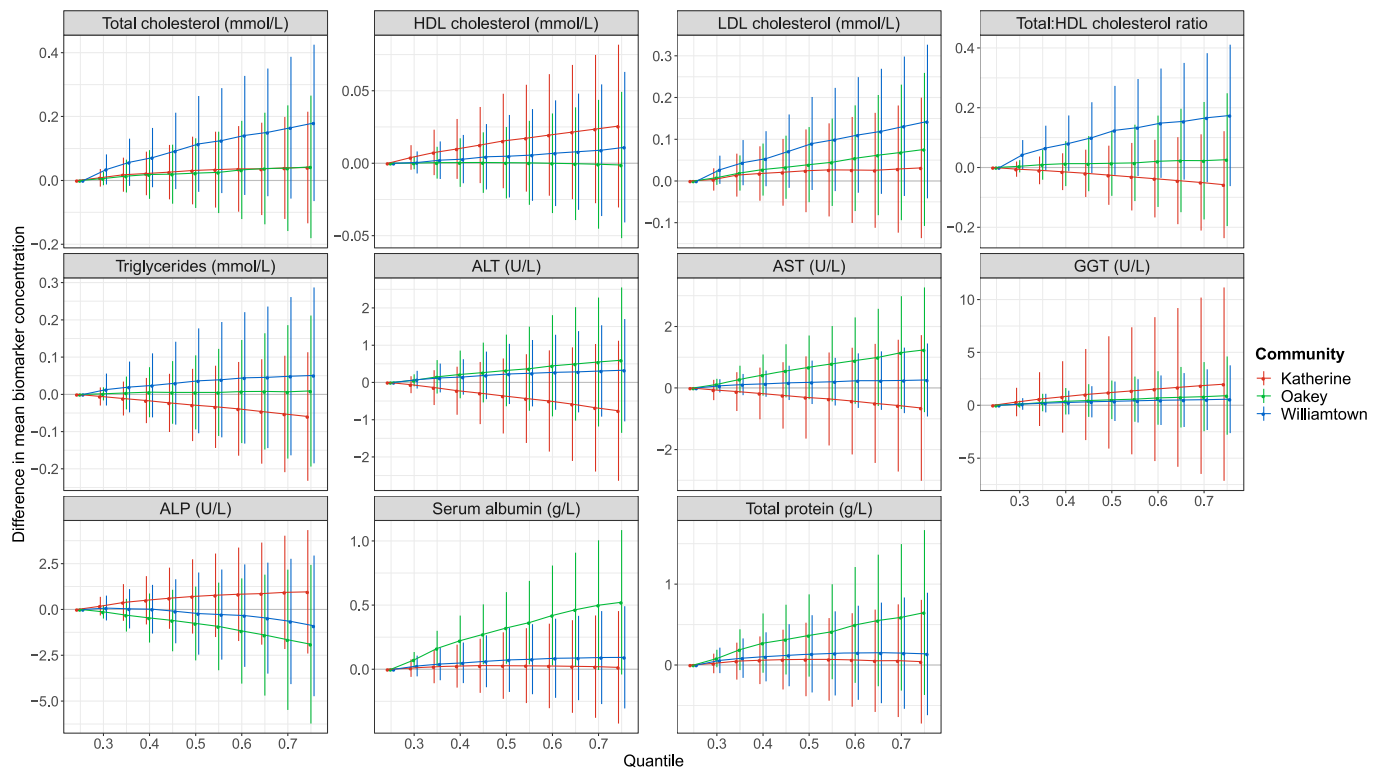 Total cholesterol (mmol/L)
HDL cholesterol (mmol/L)
LDL cholesterol (mmol/L)
Total:HDL cholesterol ratio
0.4
0.2
0.0
−0.2
0.05
0.00
−0.05
0.3
0.2
0.1
0.0
−0.1
0.4
0.2
0.0
−0.2
Triglycerides (mmol/L)
ALT (U/L)
AST (U/L)
GGT (U/L)
0.3
0.2
0.1
0.0
−0.1
−0.2
2
1
0
−1
−2
2
0
−2
10
5
0
−5
0.3 0.4 0.5 0.6 0.7
ALP (U/L)
Serum albumin (g/L)
Total protein (g/L)
2.5
0.0
−2.5
−5.0
1.0
0.5
0.0
1
0
0.3 0.4 0.5 0.6 0.7
0.3 0.4 0.5 0.6 0.7
0.3 0.4 0.5 0.6 0.7
Quantile
Difference in mean biomarker concentration
Community
Katherine
Oakey
Williamtown